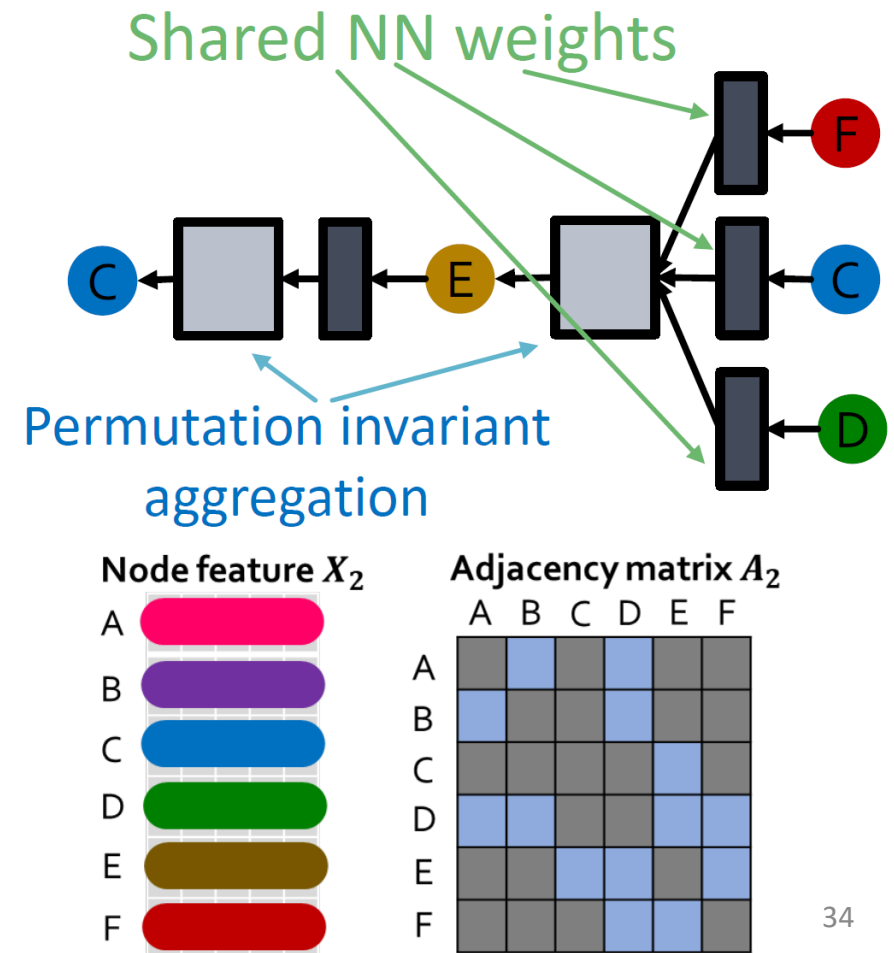 Shared NN weights
F
C
E
C
D
Permutation invariant
aggregation
Node feature X₂
A
B
C
D
E
F
Adjacency matrix A₂
A B C D E F
A
B
C
D
E
F
34